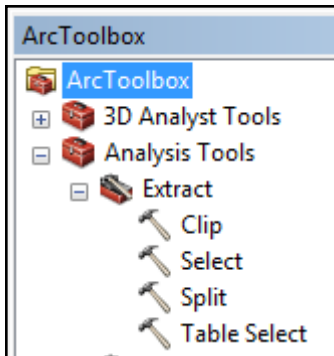 ArcToolbox
ArcToolbox
3D Analyst Tools
Analysis Tools
Extract
Clip
Select
Split
Table Select